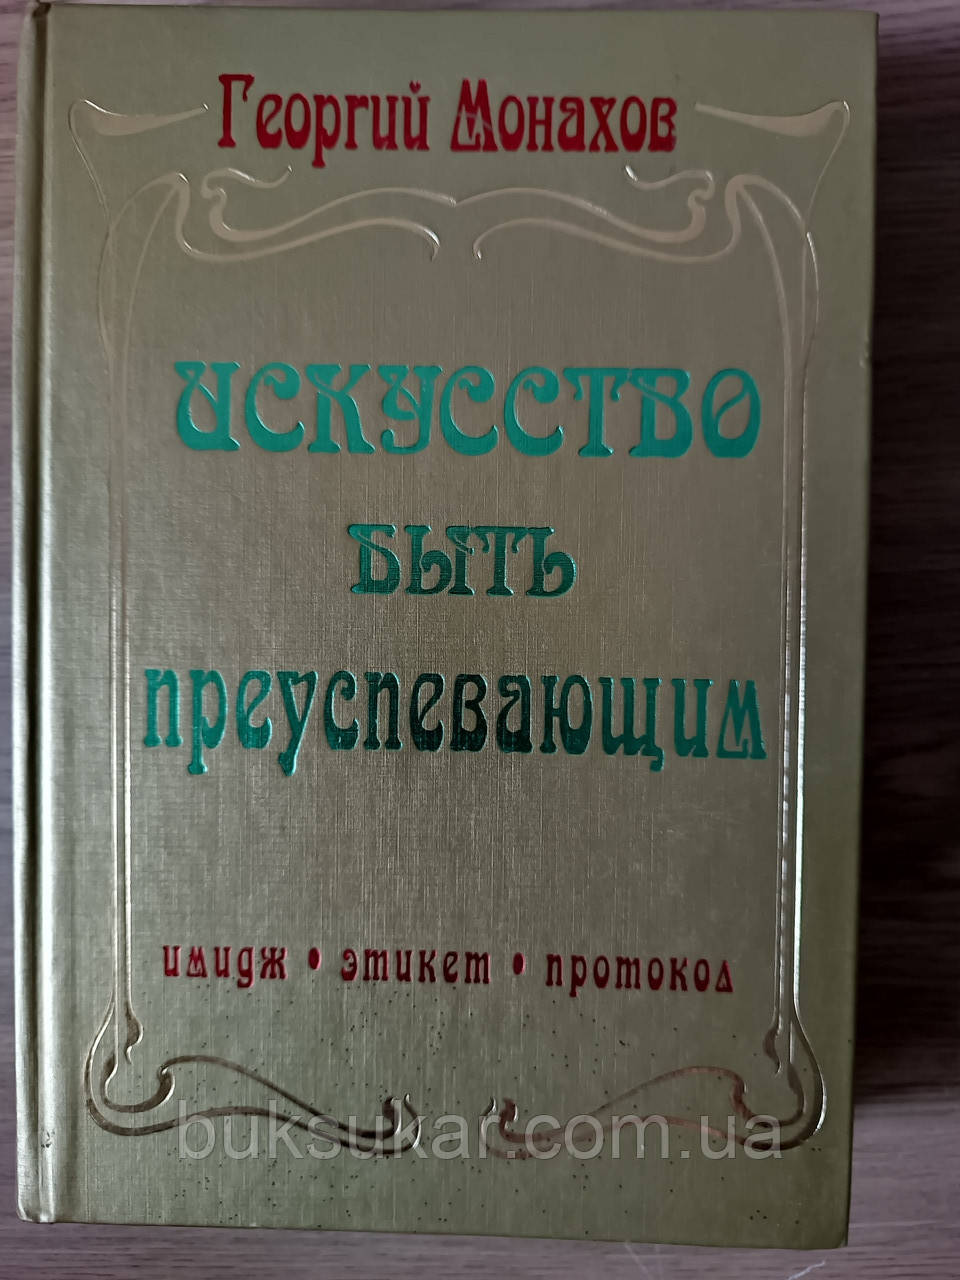 Георгий Монахов
искусство
быть
преуспевающим
имидж • этикет • протокол
buksukar.com.ua